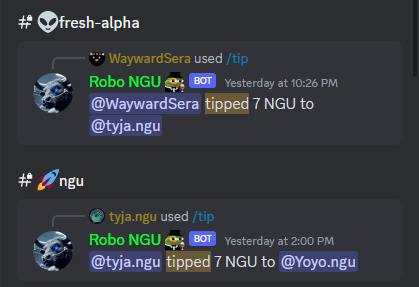 # 👽fresh-alpha
WaywardSera used /tip
Robo NGU BOT Yesterday at 10:26 PM
@WaywardSera tipped 7 NGU to
@tyja.ngu
# 🚀ngu
tyja.ngu used /tip
Robo NGU BOT Yesterday at 2:00 PM
@tyja.ngu tipped 7 NGU to @Yoyo.ngu